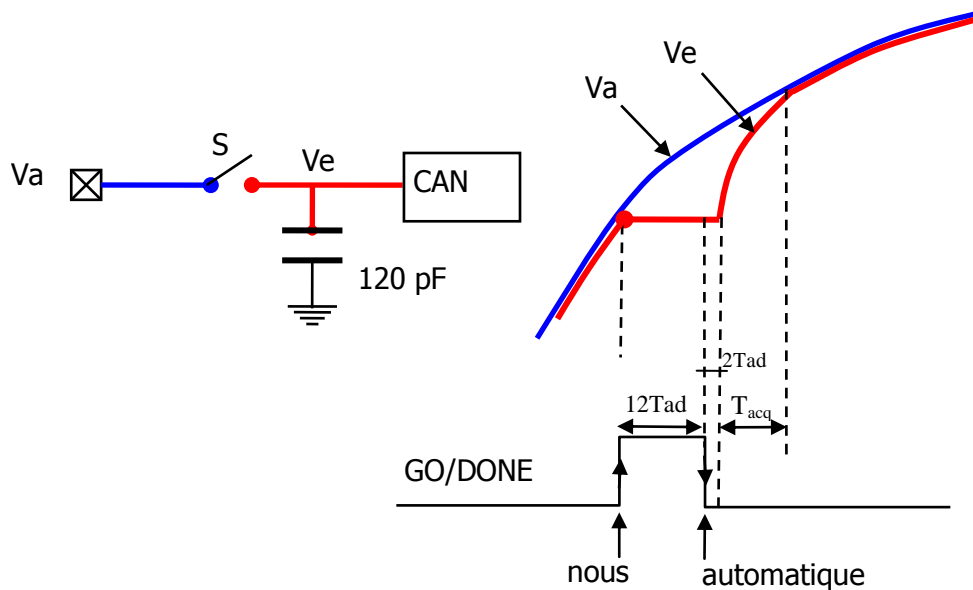 Va
S
Ve
CAN
120 pF
Va
Ve
2Tad
12Tad
Tacq
GO/DONE
nous
automatique